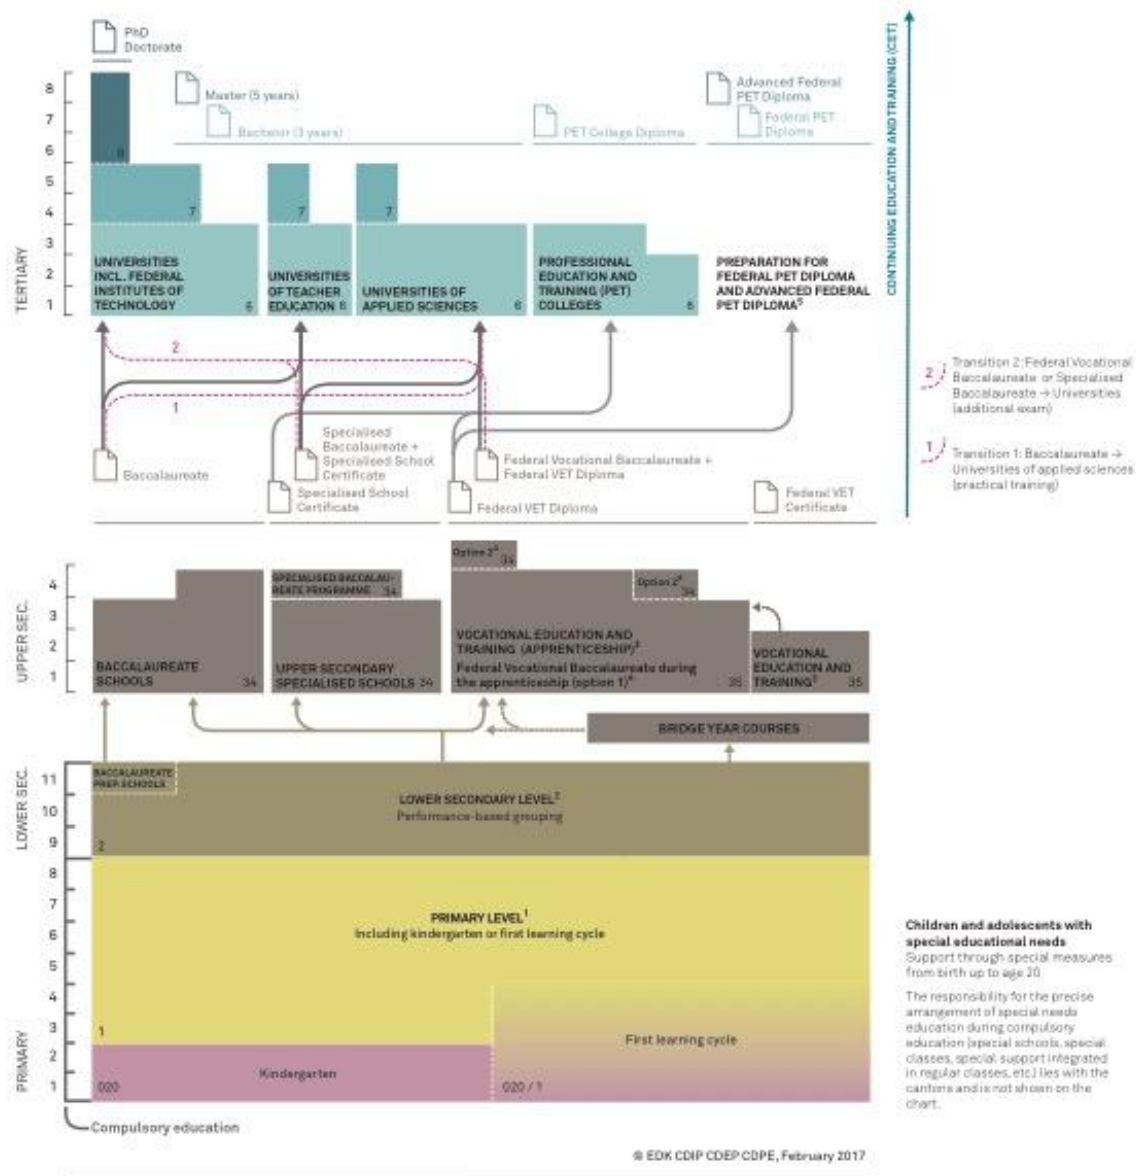 PhD
Doctorate
Master (5 years)
Bachelor (3 years)
PET College Diploma
Advanced Federal
PET Diploma
Federal PET
Diploma
CONTINUING EDUCATION AND TRAINING (CET)
TERTIARY
8
7
6
5
4
3
2
1
8
7
7
7
UNIVERSITIES
INCL. FEDERAL
INSTITUTES OF
TECHNOLOGY 6
UNIVERSITIES
OF TEACHER
EDUCATION 6
UNIVERSITIES OF
APPLIED SCIENCES 6
PROFESSIONAL
EDUCATION AND
TRAINING (PET)
COLLEGES 6
PREPARATION FOR
FEDERAL PET DIPLOMA
AND ADVANCED FEDERAL
PET DIPLOMA⁵
2
1
2
Transition 2: Federal Vocational
Baccalaureate or Specialised
Baccalaureate → Universities
(additional exam)
1
Transition 1: Baccalaureate →
Universities of applied sciences
(practical training)
Baccalaureate
Specialised
Baccalaureate +
Specialised School
Certificate
Specialised School
Certificate
Federal Vocational Baccalaureate +
Federal VET Diploma
Federal VET Diploma
Federal VET
Certificate
UPPER SEC.
4
3
2
1
BACCALAUREATE
SCHOOLS 34
SPECIALISED BACCALAU-
REATE PROGRAMME 34
UPPER SECONDARY
SPECIALISED SCHOOLS 34
Option 2⁴
34
Option 2⁴
34
VOCATIONAL EDUCATION AND
TRAINING (APPRENTICESHIP)³
Federal Vocational Baccalaureate during
the apprenticeship (option 1)⁴ 35
VOCATIONAL
EDUCATION AND
TRAINING³ 35
BRIDGE YEAR COURSES
LOWER SEC.
11
10
9
BACCALAUREATE
PREP. SCHOOLS
LOWER SECONDARY LEVEL²
Performance-based grouping
2
PRIMARY
8
7
6
5
4
3
2
1
PRIMARY LEVEL¹
Including kindergarten or first learning cycle
1
First learning cycle
Kindergarten
020
020 / 1
Compulsory education
Children and adolescents with
special educational needs
Support through special measures
from birth up to age 20
The responsibility for the precise
arrangement of special needs
education during compulsory
education (special schools, special
classes, special support integrated
in regular classes, etc.) lies with the
cantons and is not shown on the
chart.
© EDK CDIP CDEP CDPE, February 2017